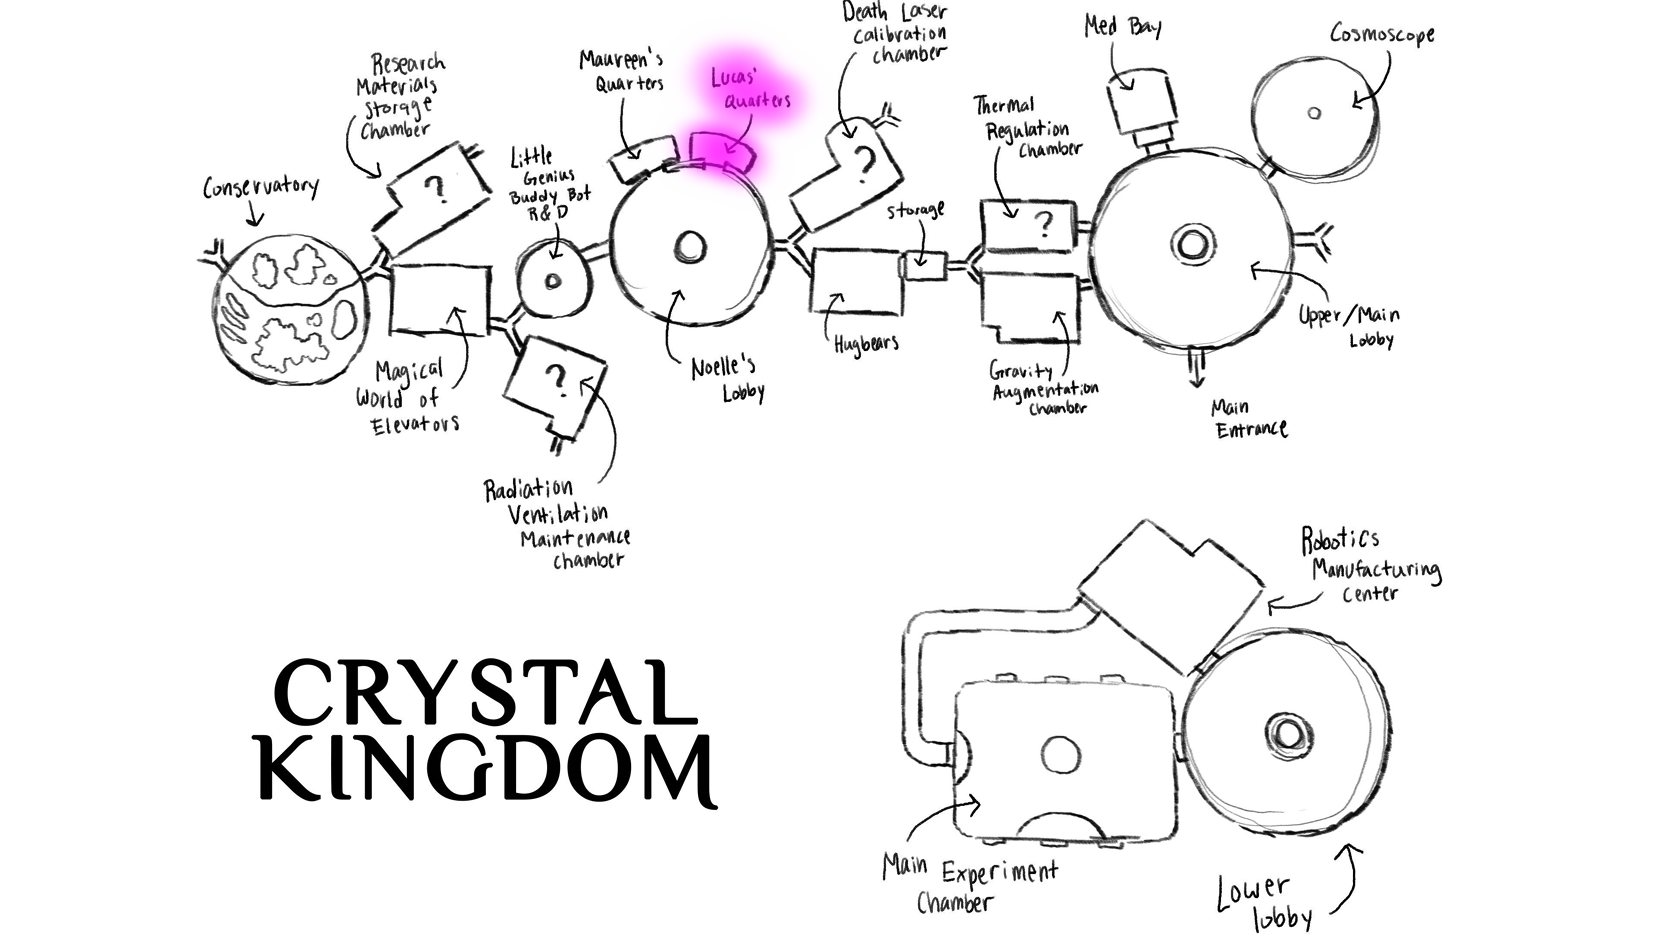 Death Laser
Calibration
Chamber
Med Bay
Cosmoscope
Maureen's
Quarters
Lucas'
Quarters
Research
Materials
Storage
Chamber
Thermal
Regulation
Chamber
Little
Genius
Buddy Bot
R&D
Conservatory
?
?
Storage
?
Upper/Main
Lobby
Hugbears
Noelle's
Lobby
Magical
World of
Elevators
?
Gravity
Augmentation
Chamber
Main
Entrance
Radiation
Ventilation
Maintenance
Chamber
Robotics
Manufacturing
Center
CRYSTAL
KINGDOM
Main Experiment
Chamber
Lower
lobby